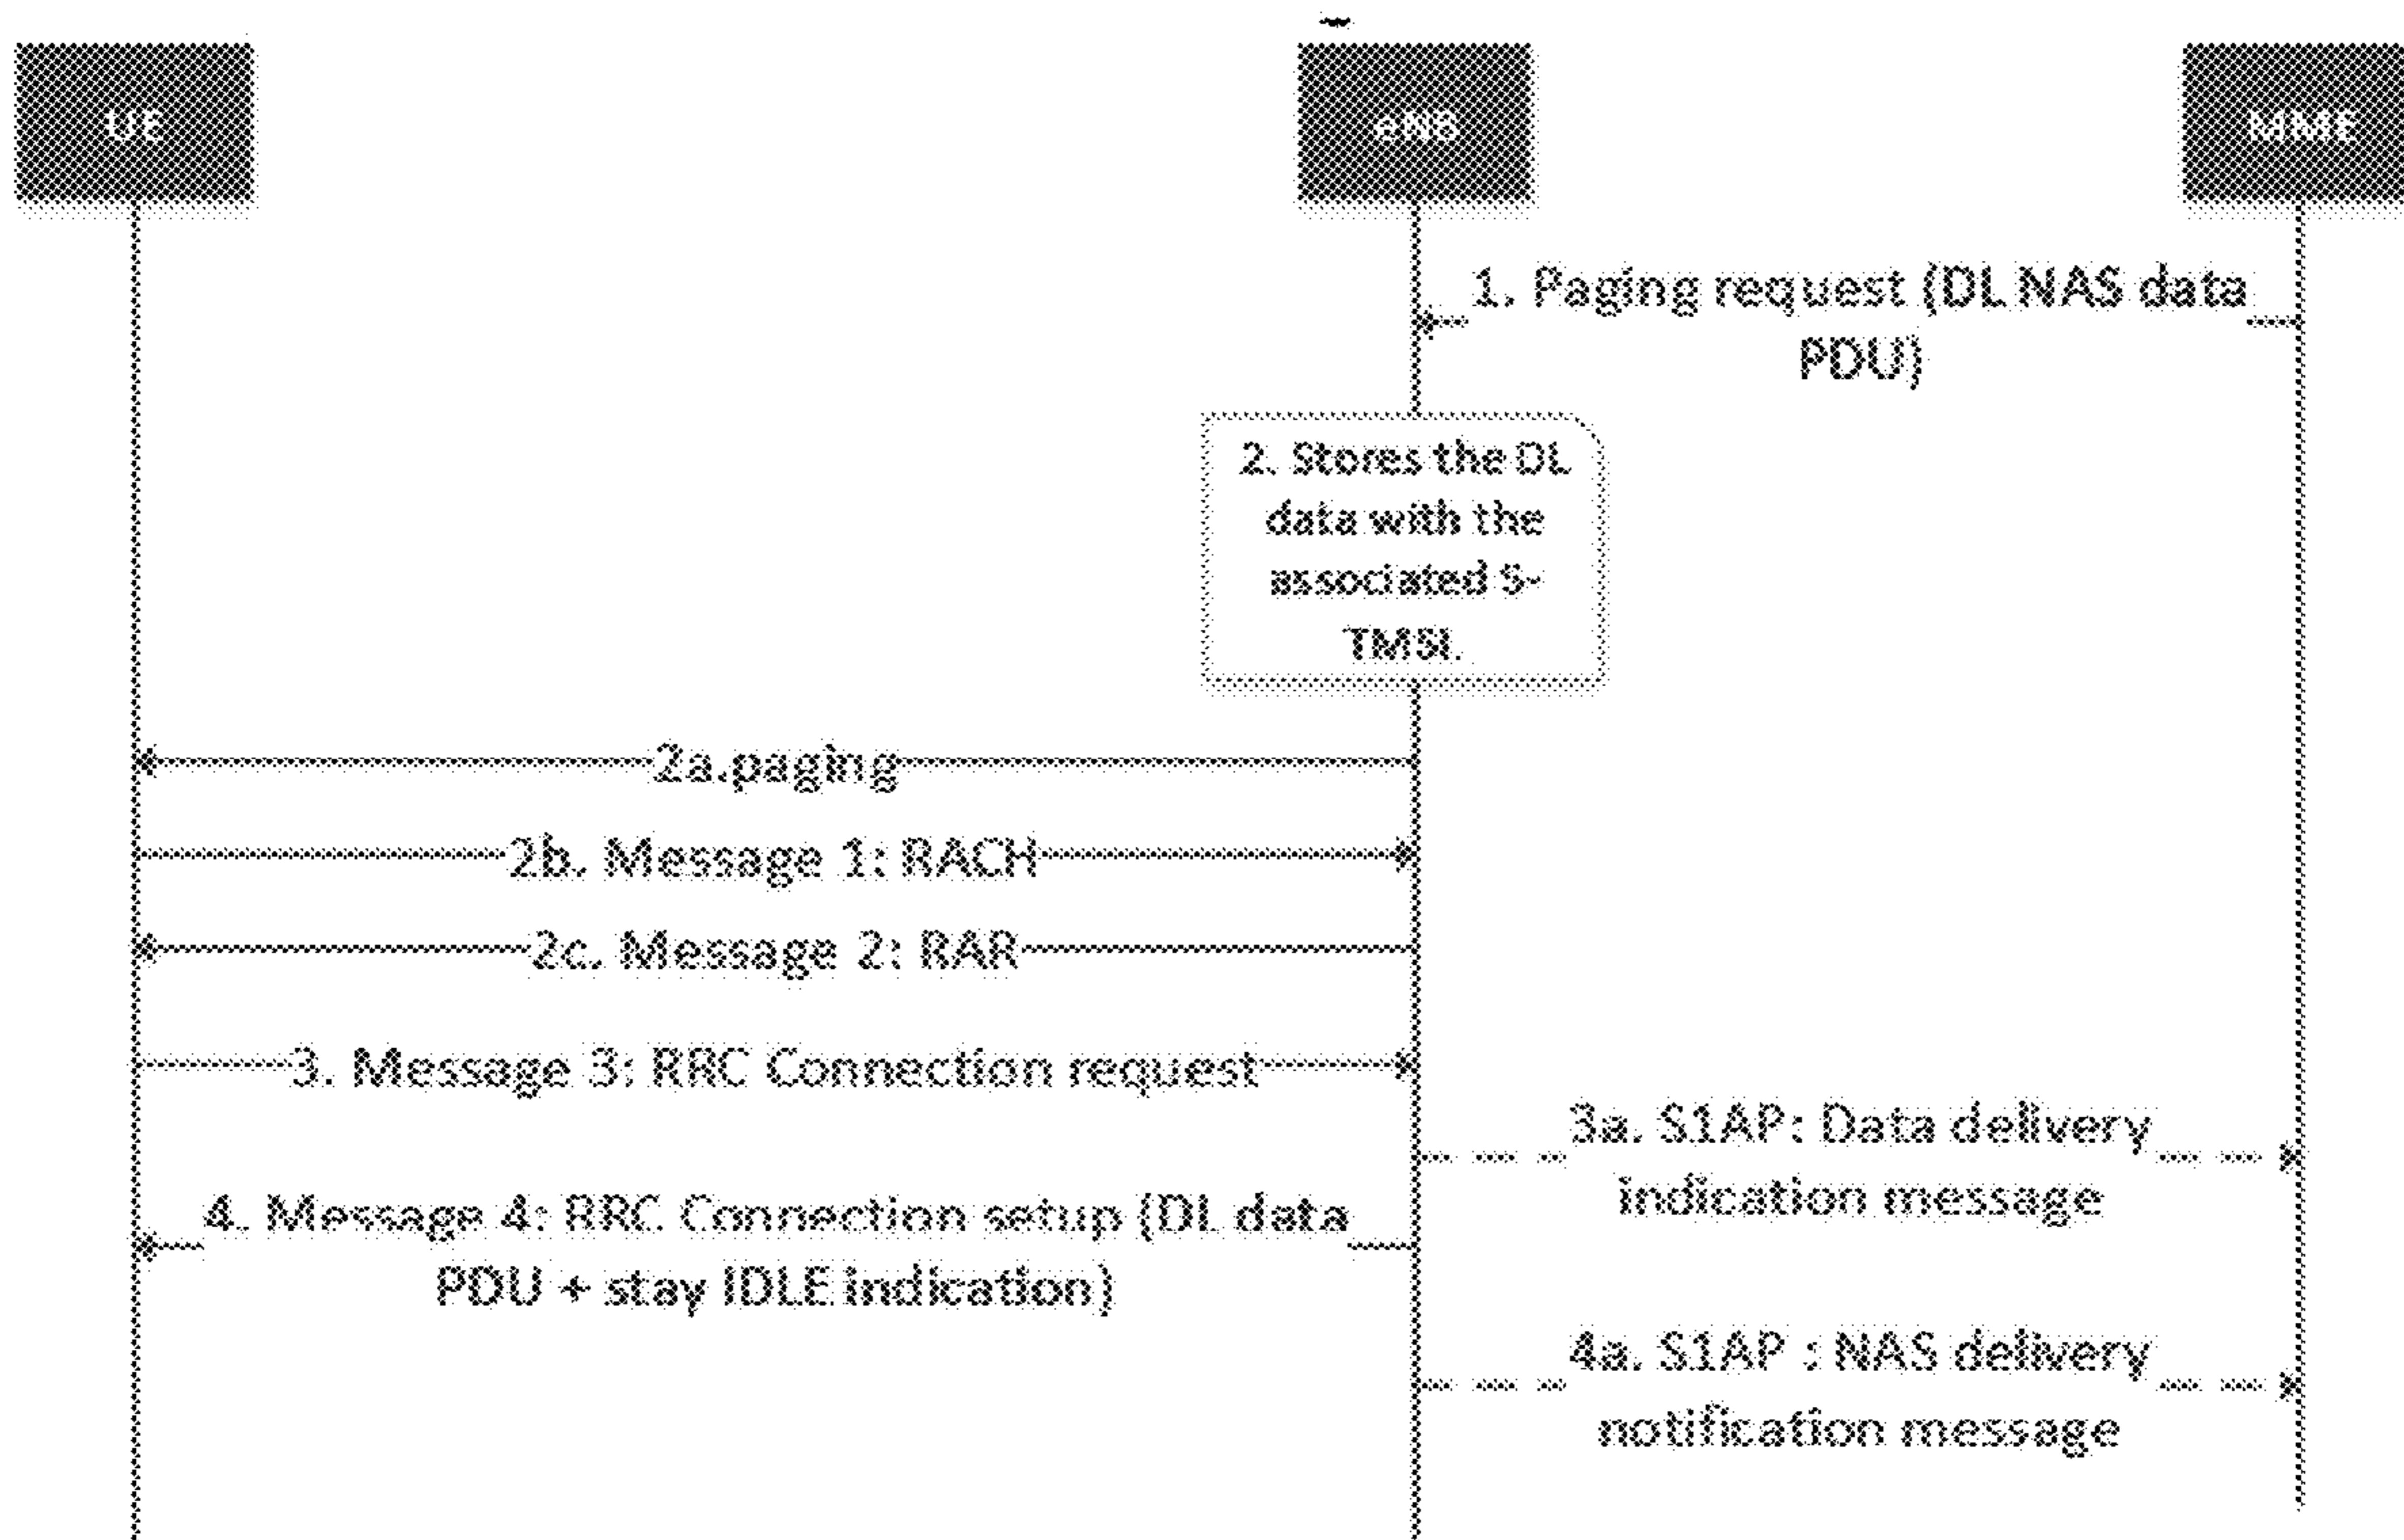 UE
eNB
MME
1. Paging request (DL NAS data
PDU)
2. Stores the DL
data with the
associated S-
TMSI.
2a.paging
2b. Message 1: RACH
2c. Message 2: RAR
3. Message 3: RRC Connection request
3a. S1AP: Data delivery
indication message
4. Message 4: RRC Connection setup (DL data
PDU + stay IDLE indication)
4a. S1AP : NAS delivery
notification message